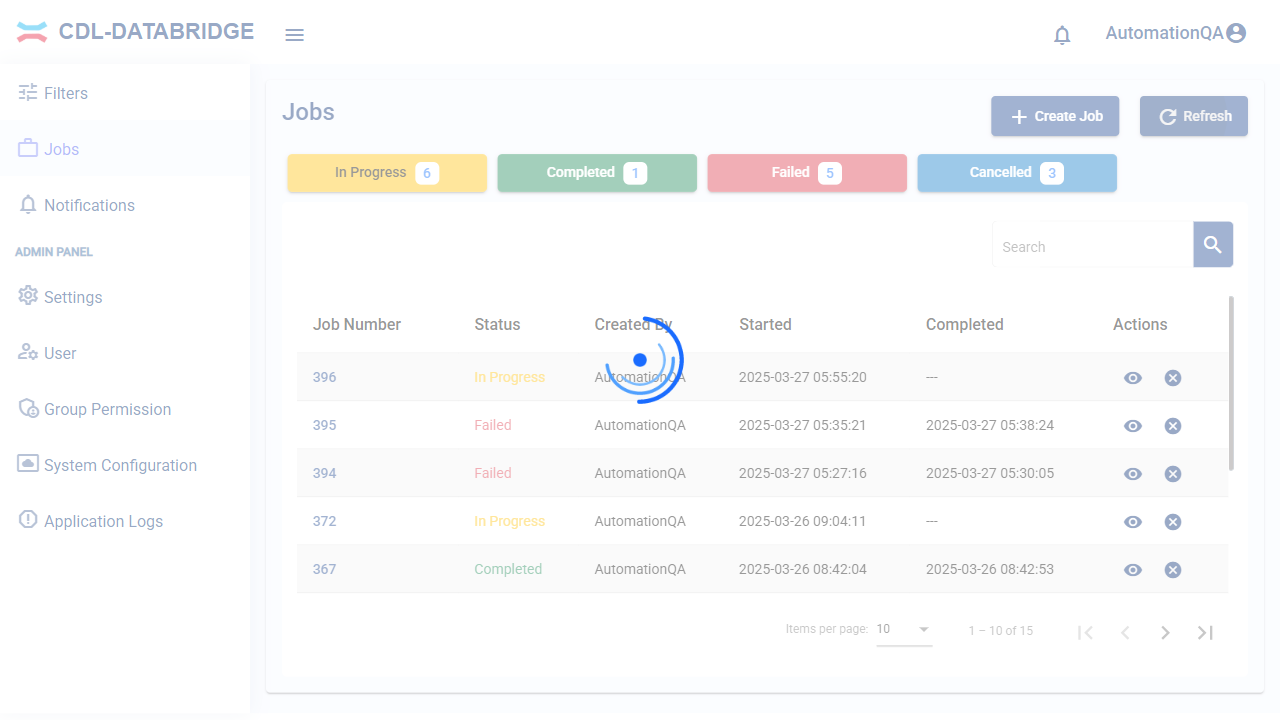 CDL-DATABRIDGE
AutomationQA
Filters
Jobs
Notifications
ADMIN PANEL
Settings
User
Group Permission
System Configuration
Application Logs
Jobs
Create Job
Refresh
In Progress 6
Completed 1
Failed 5
Cancelled 3
Search
Job Number Status Created By Started Completed Actions
396 In Progress AutomationQA 2025-03-27 05:55:20 ---
395 Failed AutomationQA 2025-03-27 05:35:21 2025-03-27 05:38:24
394 Failed AutomationQA 2025-03-27 05:27:16 2025-03-27 05:30:05
372 In Progress AutomationQA 2025-03-26 09:04:11 ---
367 Completed AutomationQA 2025-03-26 08:42:04 2025-03-26 08:42:53
Items per page: 10 1 – 10 of 15